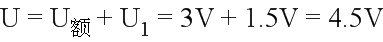 U = U额 + U1 = 3V + 1.5V = 4.5V